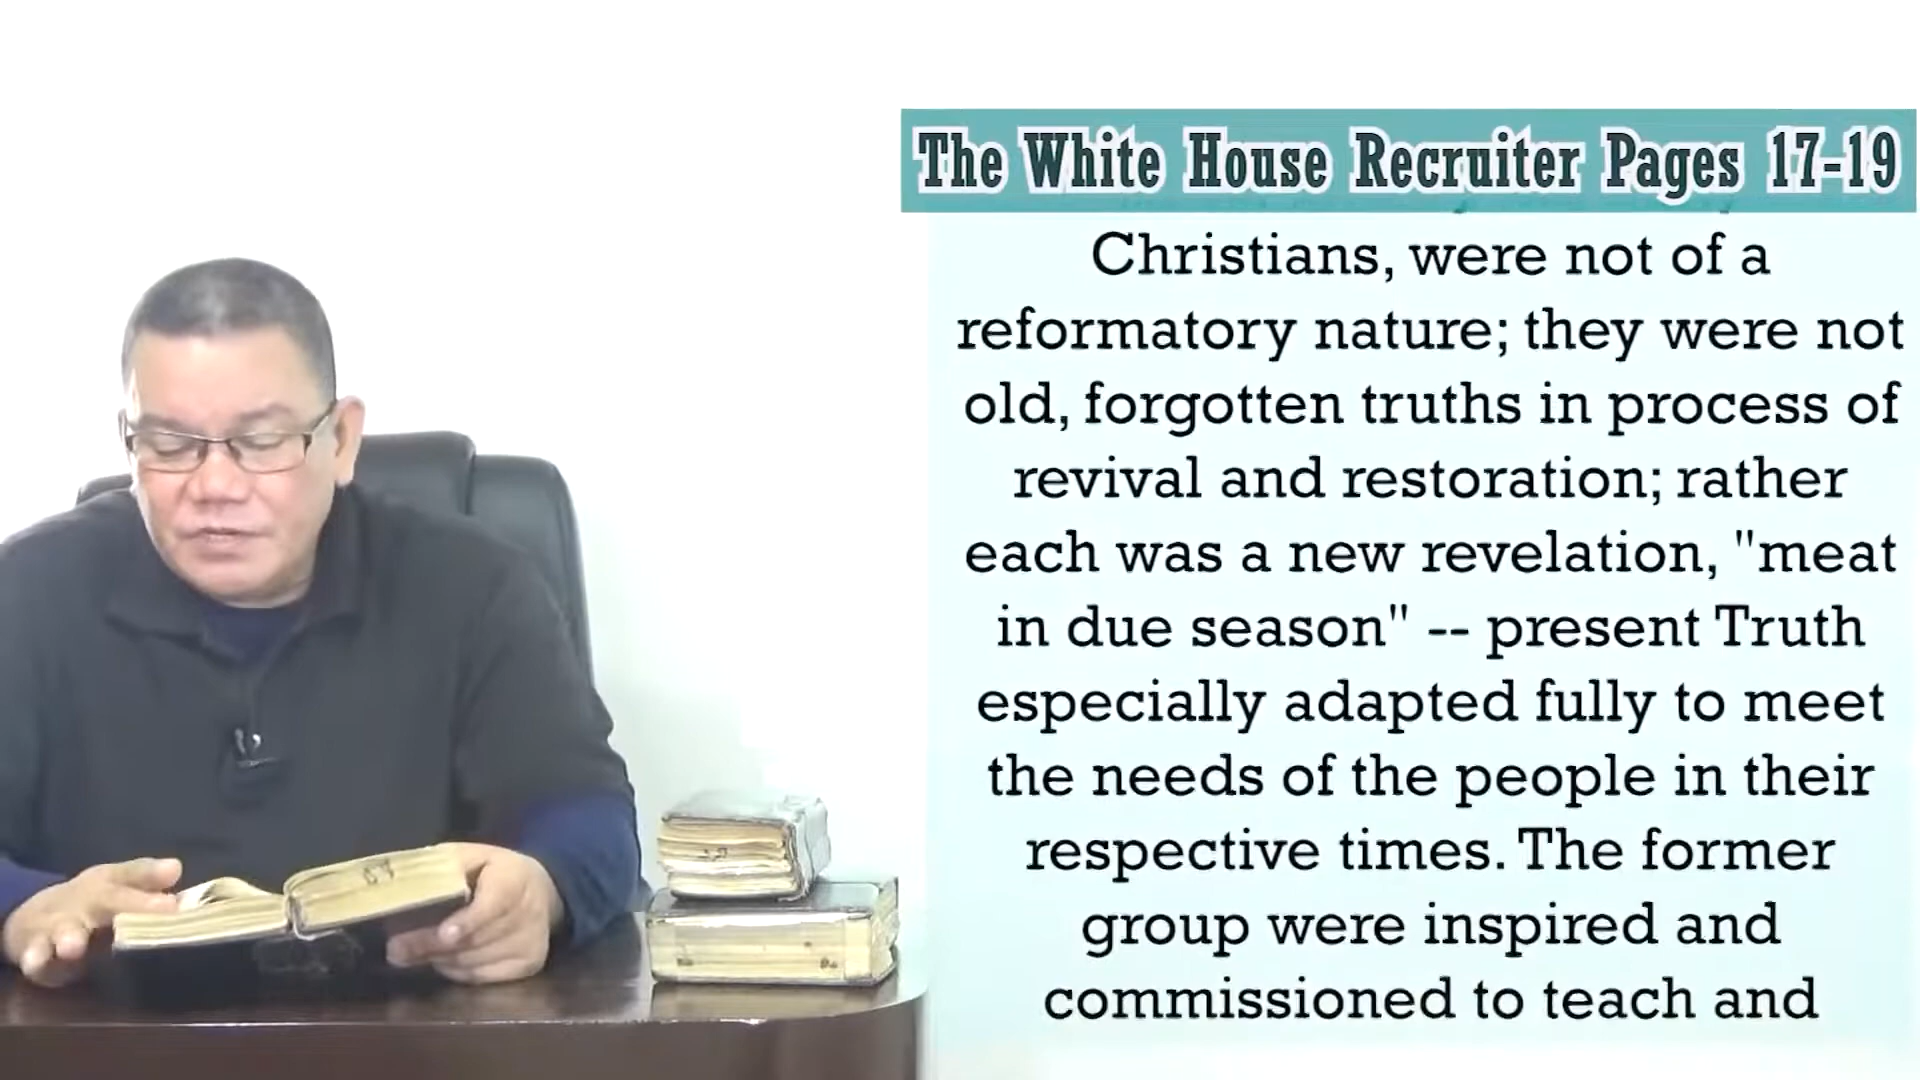 The White House Recruiter Pages 17-19
Christians, were not of a
reformatory nature; they were not
old, forgotten truths in process of
revival and restoration; rather
each was a new revelation, "meat
in due season" -- present Truth
especially adapted fully to meet
the needs of the people in their
respective times. The former
group were inspired and
commissioned to teach and